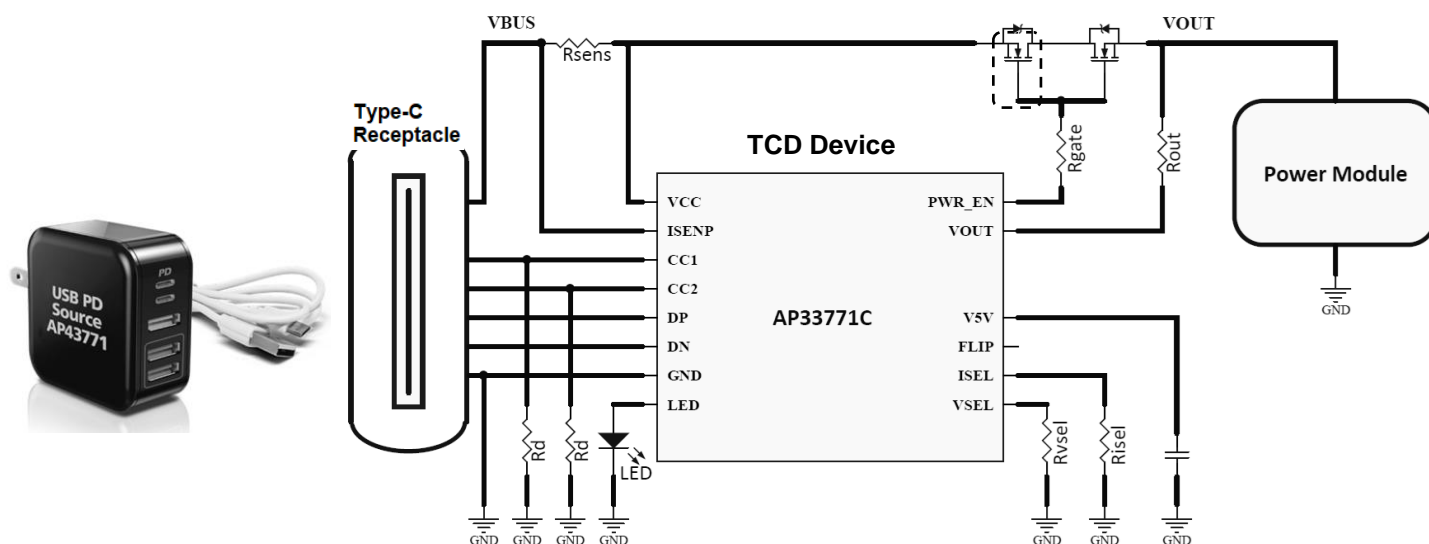 VBUS
VOUT
Rsens
Type-C
Receptacle
TCD Device
Rgate
Rout
Power Module
VCC
PWR_EN
ISENP
VOUT
CC1
CC2
AP33771C
DP
V5V
DN
FLIP
GND
ISEL
LED
VSEL
PD
USB PD
Source
AP43771
Rd
Rd
LED
Rvsel
Risel
GND
GND
GND
GND
GND
GND
GND
GND